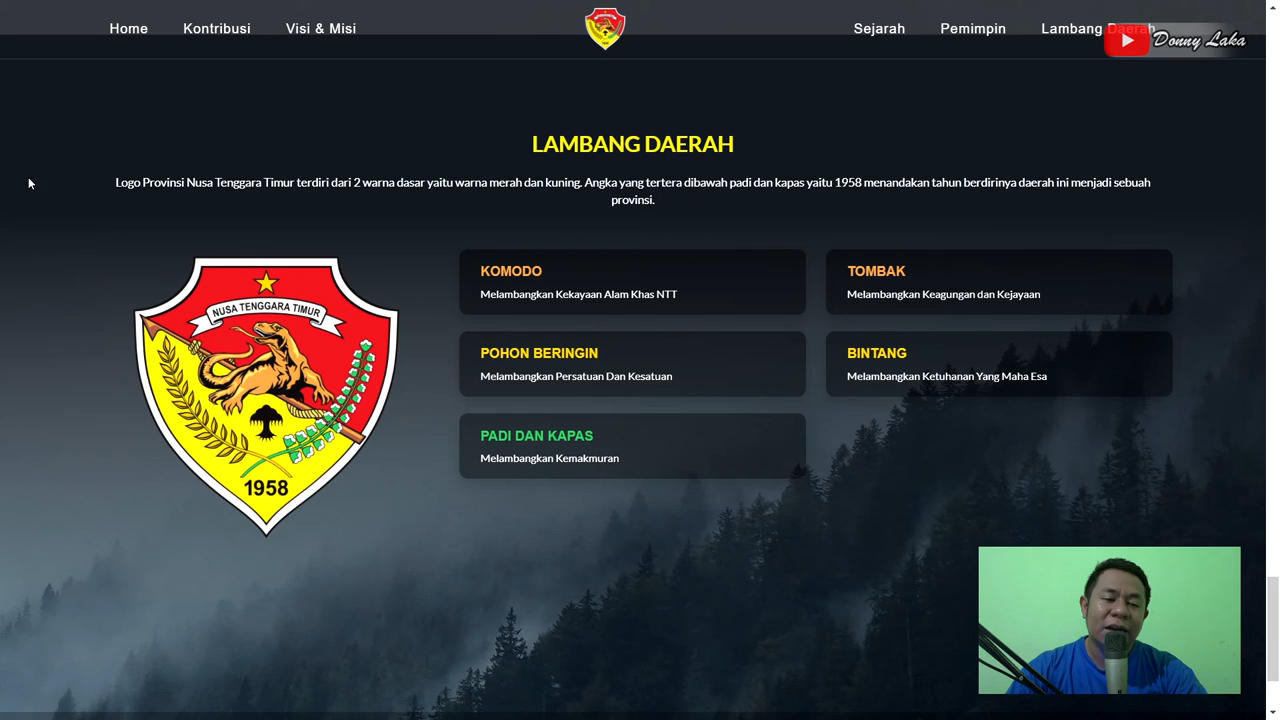 Home Kontribusi Visi & Misi Sejarah Pemimpin Lambang Daerah
Donny Laka
LAMBANG DAERAH
Logo Provinsi Nusa Tenggara Timur terdiri dari 2 warna dasar yaitu warna merah dan kuning. Angka yang tertera dibawah padi dan kapas yaitu 1958 menandakan tahun berdirinya daerah ini menjadi sebuah
provinsi.
NUSA TENGGARA TIMUR
1958
KOMODO
Melambangkan Kekayaan Alam Khas NTT
TOMBAK
Melambangkan Keagungan dan Kejayaan
POHON BERINGIN
Melambangkan Persatuan Dan Kesatuan
BINTANG
Melambangkan Ketuhanan Yang Maha Esa
PADI DAN KAPAS
Melambangkan Kemakmuran